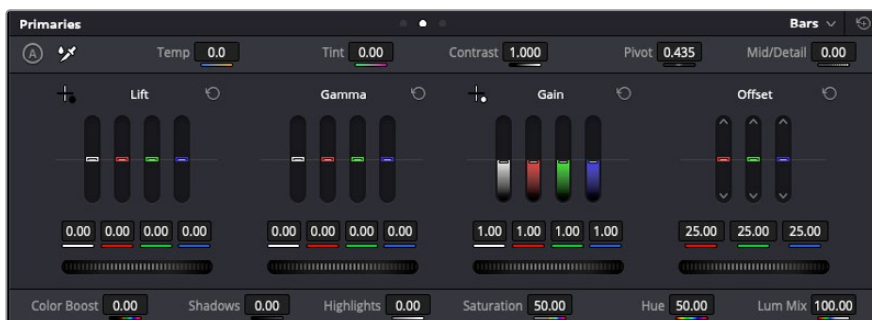 Primaries Bars
A Temp 0.0 Tint 0.00 Contrast 1.000 Pivot 0.435 Mid/Detail 0.00
Lift Gamma Gain Offset
0.00 0.00 0.00 0.00 0.00 0.00 0.00 0.00 1.00 1.00 1.00 1.00 25.00 25.00 25.00
Color Boost 0.00 Shadows 0.00 Highlights 0.00 Saturation 50.00 Hue 50.00 Lum Mix 100.00